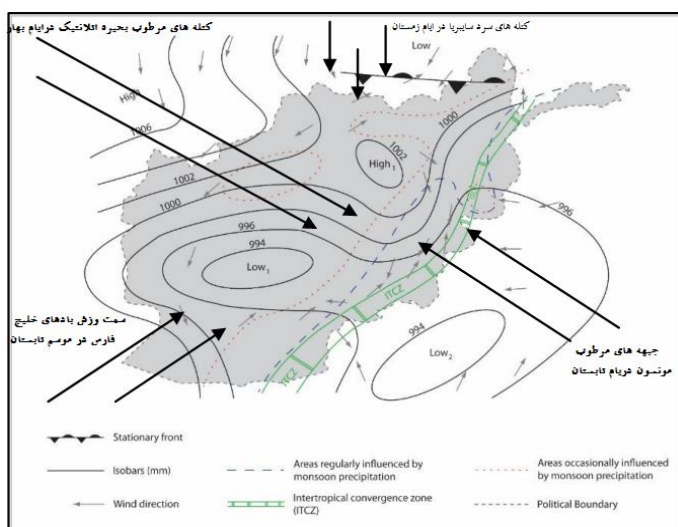 کتله های مرطوب بحیره اتلانتیک درایام بهار
کتله های سرد سایبریا در ایام زمستان
Low
High
1006
1002
1000
996
994
Low₁
High₁
1002
1000
996
ITCZ
ITCZ
994
Low₂
سمت وزش بادهای خلیج
فارس در موسم تابستان
جبهه های مرطوب
مونسون درایام تابستان
Stationary front
Isobars (mm)
Areas regularly influenced by
monsoon precipitation
Areas occasionally influenced
by monsoon precipitation
Wind direction
Intertropical convergence zone
(ITCZ)
Political Boundary